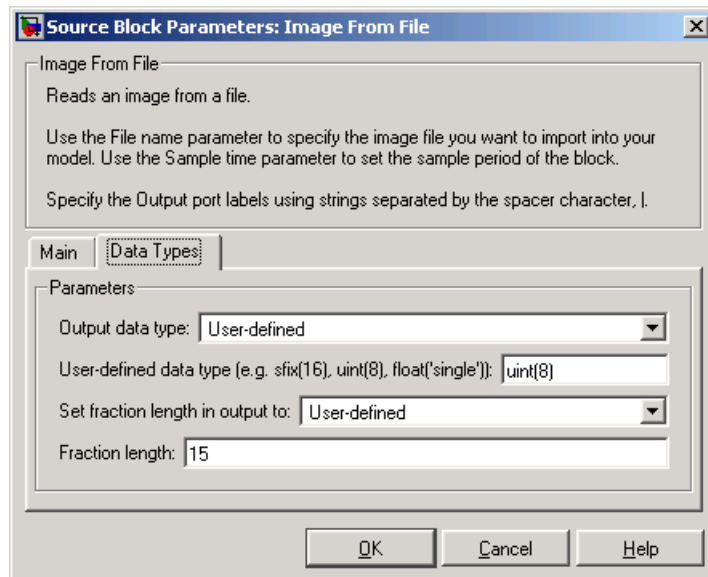 Source Block Parameters: Image From File
Image From File
Reads an image from a file.
Use the File name parameter to specify the image file you want to import into your
model. Use the Sample time parameter to set the sample period of the block.
Specify the Output port labels using strings separated by the spacer character, |.
Main Data Types
Parameters
Output data type: User-defined
User-defined data type (e.g. sfix(16), uint(8), float('single')): uint(8)
Set fraction length in output to: User-defined
Fraction length: 15
OK Cancel Help